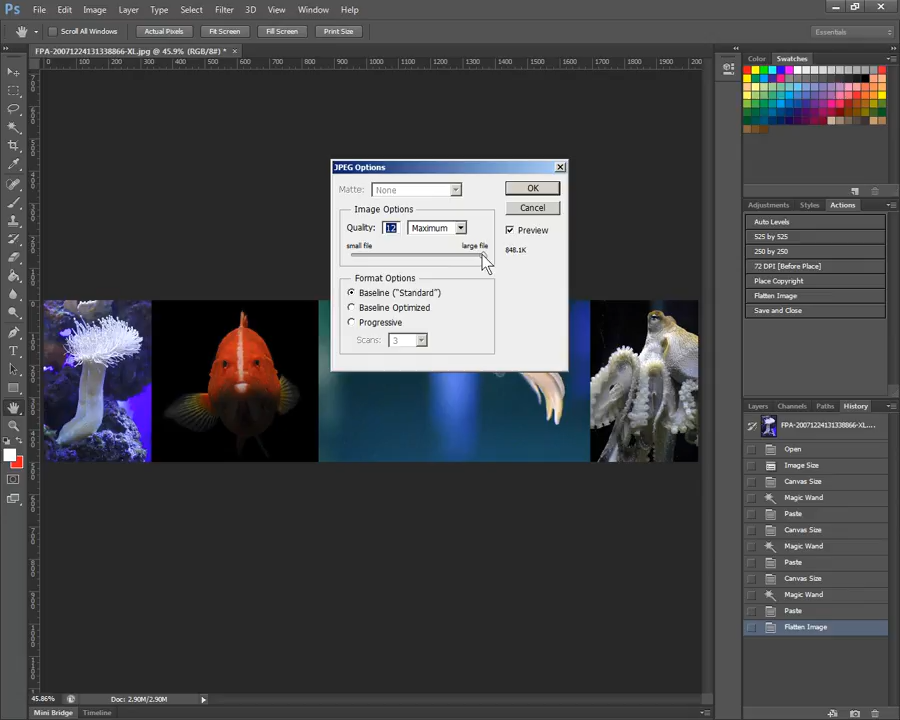 Ps File Edit Image Layer Type Select Filter 3D View Window Help
Scroll All Windows Actual Pixels Fit Screen Fill Screen Print Size Essentials
FPA-20071224131338866-XL.jpg @ 45.9% (RGB/8#) *
Color Swatches
JPEG Options
Matte: None
OK
Image Options
Cancel
Quality: 12 Maximum
Preview
small file large file
848.1K
Format Options
Baseline ("Standard")
Baseline Optimized
Progressive
Scans: 3
Adjustments Styles Actions
Auto Levels
525 by 525
250 by 250
72 DPI [Before Place]
Place Copyright
Flatten Image
Save and Close
Layers Channels Paths History
FPA-20071224131338866-XL....
Open
Image Size
Canvas Size
Magic Wand
Paste
Canvas Size
Magic Wand
Paste
Canvas Size
Magic Wand
Paste
Flatten Image
45.86% Doc: 2.90M/2.90M
Mini Bridge Timeline